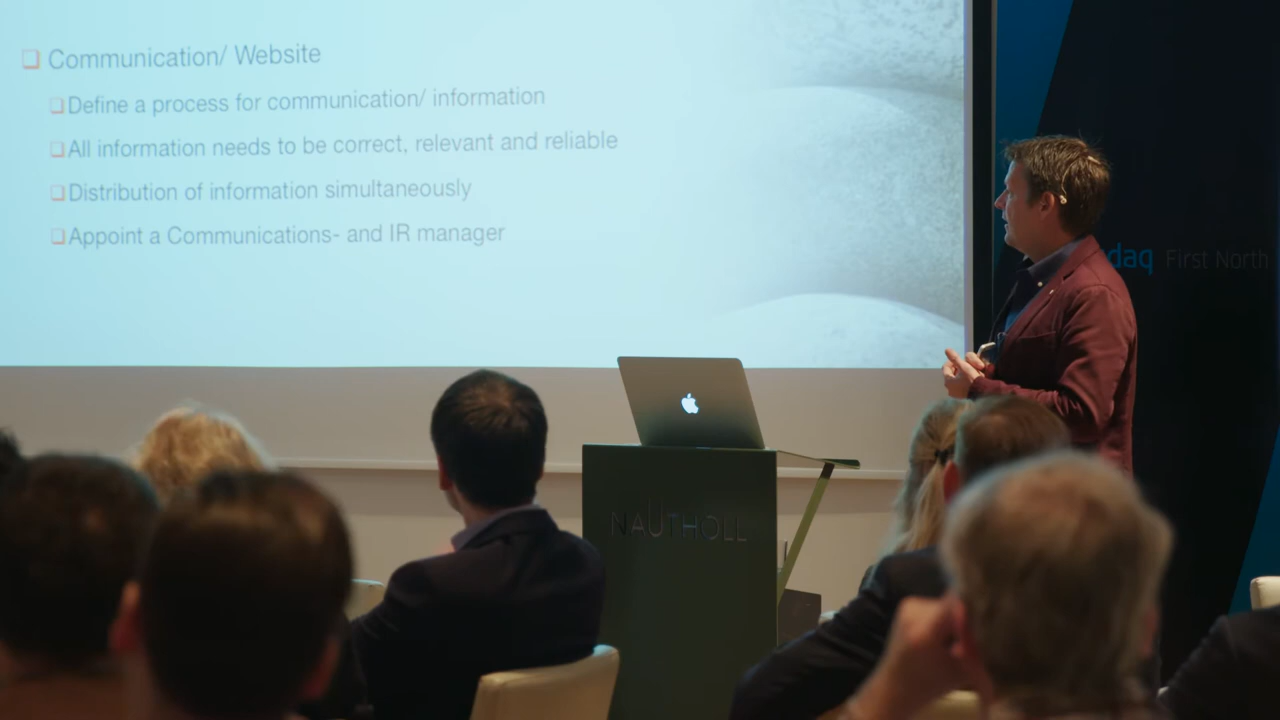 Communication/ Website
Define a process for communication/ information
All information needs to be correct, relevant and reliable
Distribution of information simultaneously
Appoint a Communications- and IR manager
daq First North
NAUTHOLL